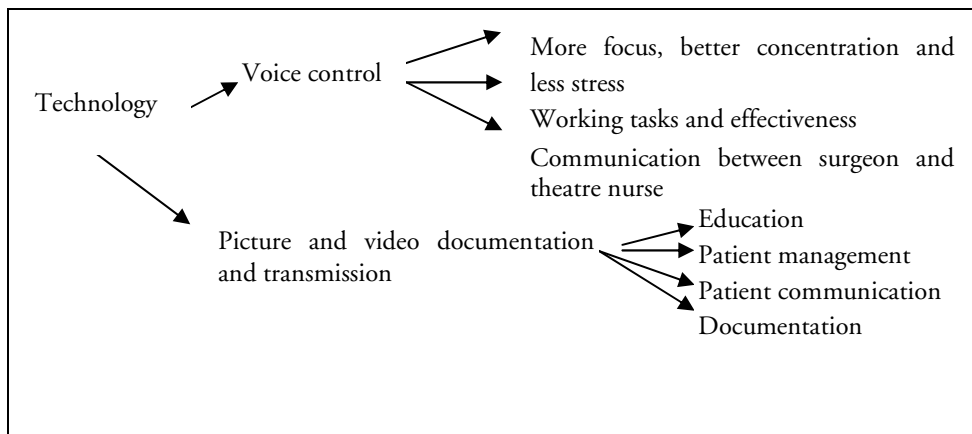 Technology
Voice control
More focus, better concentration and
less stress
Working tasks and effectiveness
Communication between surgeon and
theatre nurse
Picture and video documentation
and transmission
Education
Patient management
Patient communication
Documentation